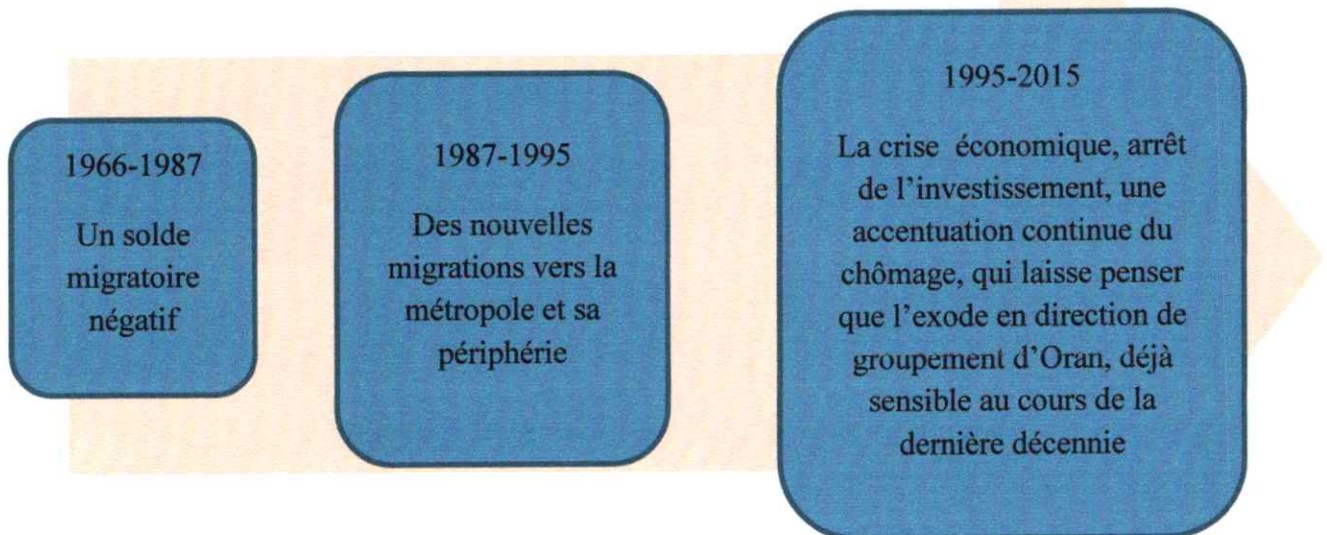 1966-1987
Un solde
migratoire
négatif
1987-1995
Des nouvelles
migrations vers la
métropole et sa
périphérie
1995-2015
La crise économique, arrêt
de l’investissement, une
accentuation continue du
chômage, qui laisse penser
que l’exode en direction de
groupement d’Oran, déjà
sensible au cours de la
dernière décennie